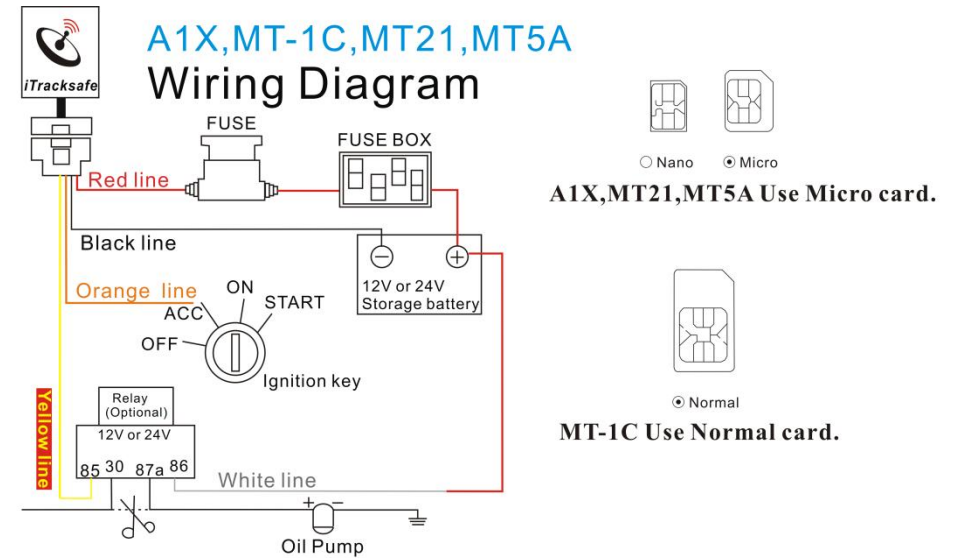 iTracksafe
A1X,MT-1C,MT21,MT5A
Wiring Diagram
FUSE
FUSE BOX
Red line
Black line
12V or 24V
Storage battery
Orange line
ACC
ON
START
OFF
Ignition key
Yellow line
Relay
(Optional)
12V or 24V
85 30 87a 86
White line
+ −
Oil Pump
Nano
Micro
A1X,MT21,MT5A Use Micro card.
Normal
MT-1C Use Normal card.